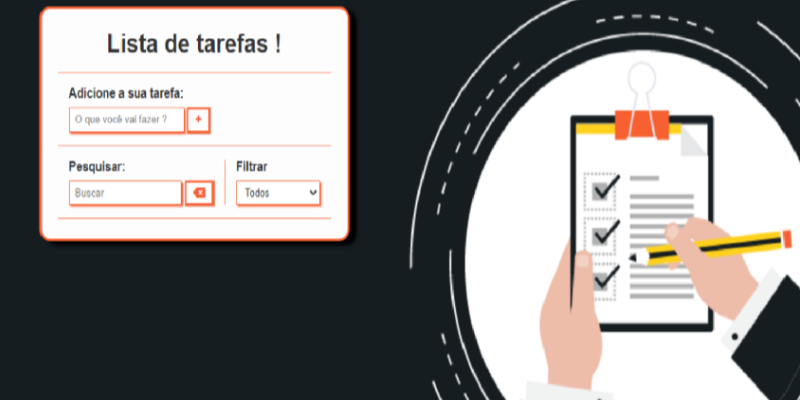 Lista de tarefas !
Adicione a sua tarefa:
O que você vai fazer ?
+
Pesquisar:
Filtrar
Buscar
Todos